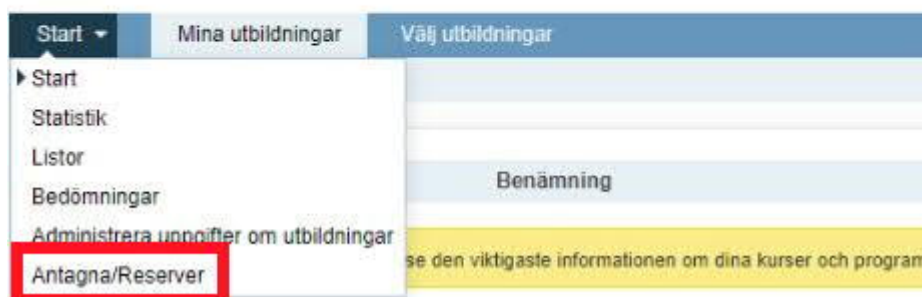 Start Mina utbildningar Välj utbildningar
Start
Statistik
Listor
Bedömningar
Benämning
Administrera uppgifter om utbildningar
se den viktigaste informationen om dina kurser och program
Antagna/Reserver